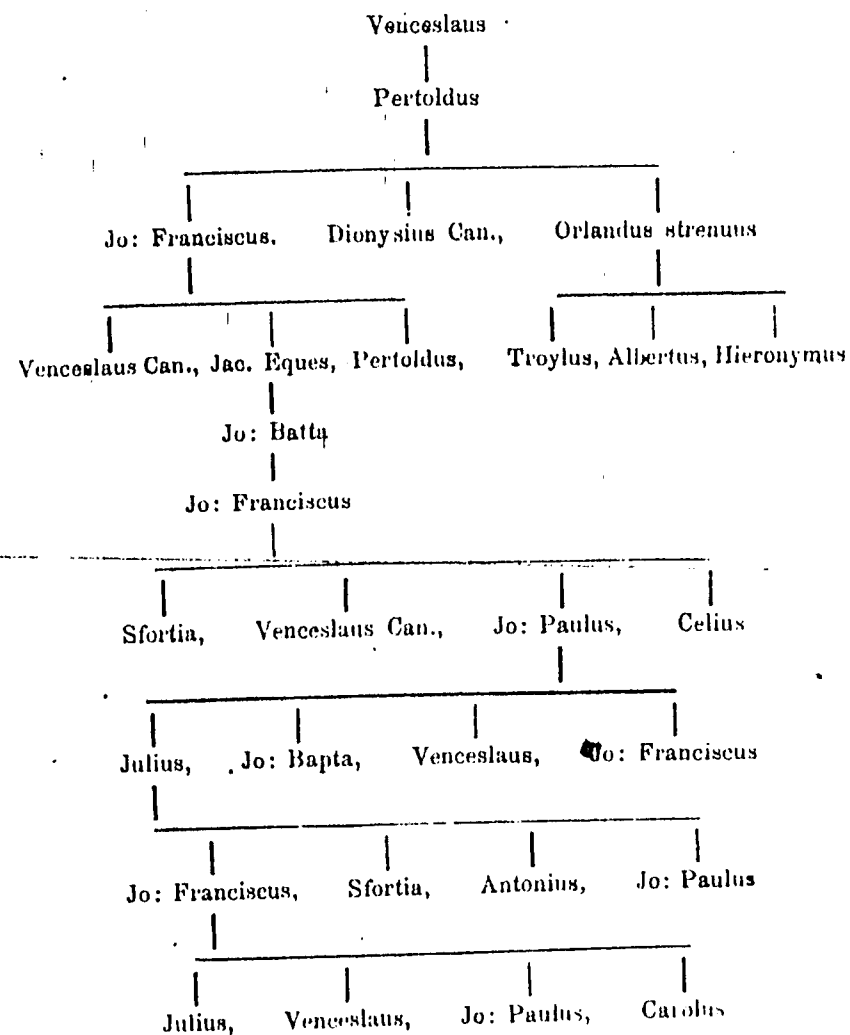 Venceslaus
Pertoldus
Jo: Franciscus. Dionysius Can., Orlandus strenuus
Venceslaus Can., Jac. Eques, Pertoldus, Troylus, Albertus, Hieronymus
Jo: Batta
Jo: Franciscus
Sfortia, Venceslaus Can., Jo: Paulus, Celius
Julius, Jo: Bapta, Venceslaus, Jo: Franciscus
Jo: Franciscus, Sfortia, Antonius, Jo: Paulus
Julius, Venceslaus, Jo: Paulus, Carolus